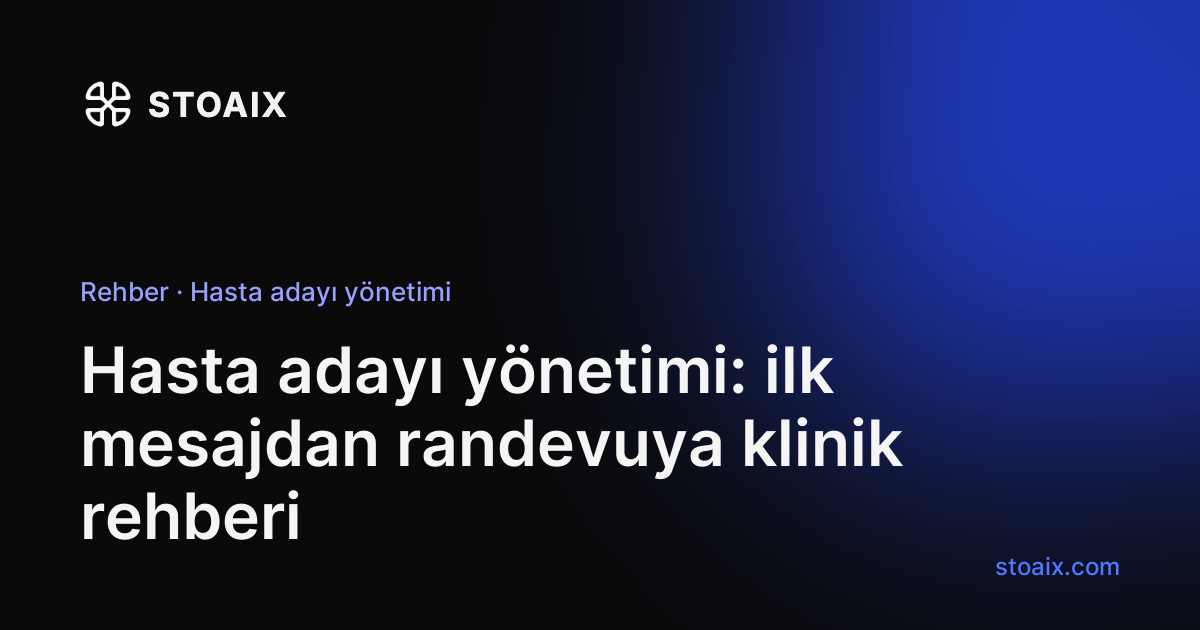 STOAIX
Rehber · Hasta adayı yönetimi
Hasta adayı yönetimi: ilk
mesajdan randevuya klinik
rehberi
stoaix.com